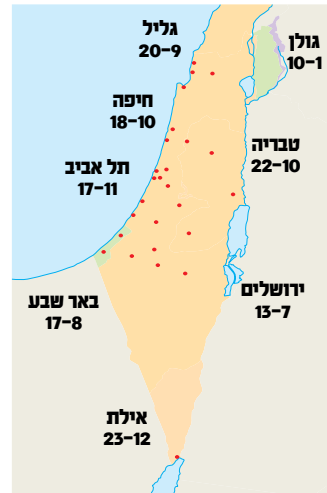 גליל
20-9
גולן
10-1
חיפה
18-10
טבריה
22-10
תל אביב
17-11
ירושלים
13-7
באר שבע
17-8
אילת
23-12